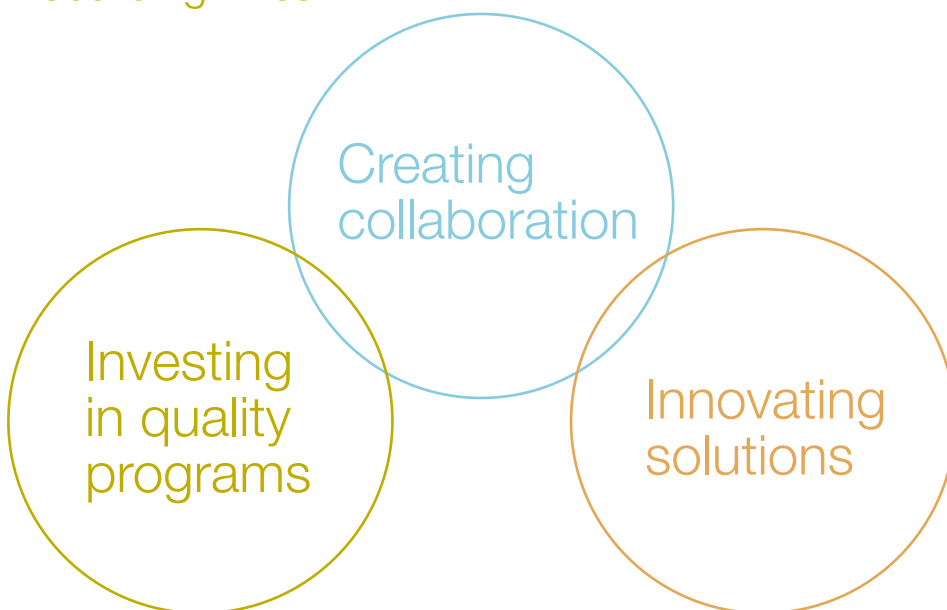 Creating
collaboration
Investing
in quality
programs
Innovating
solutions